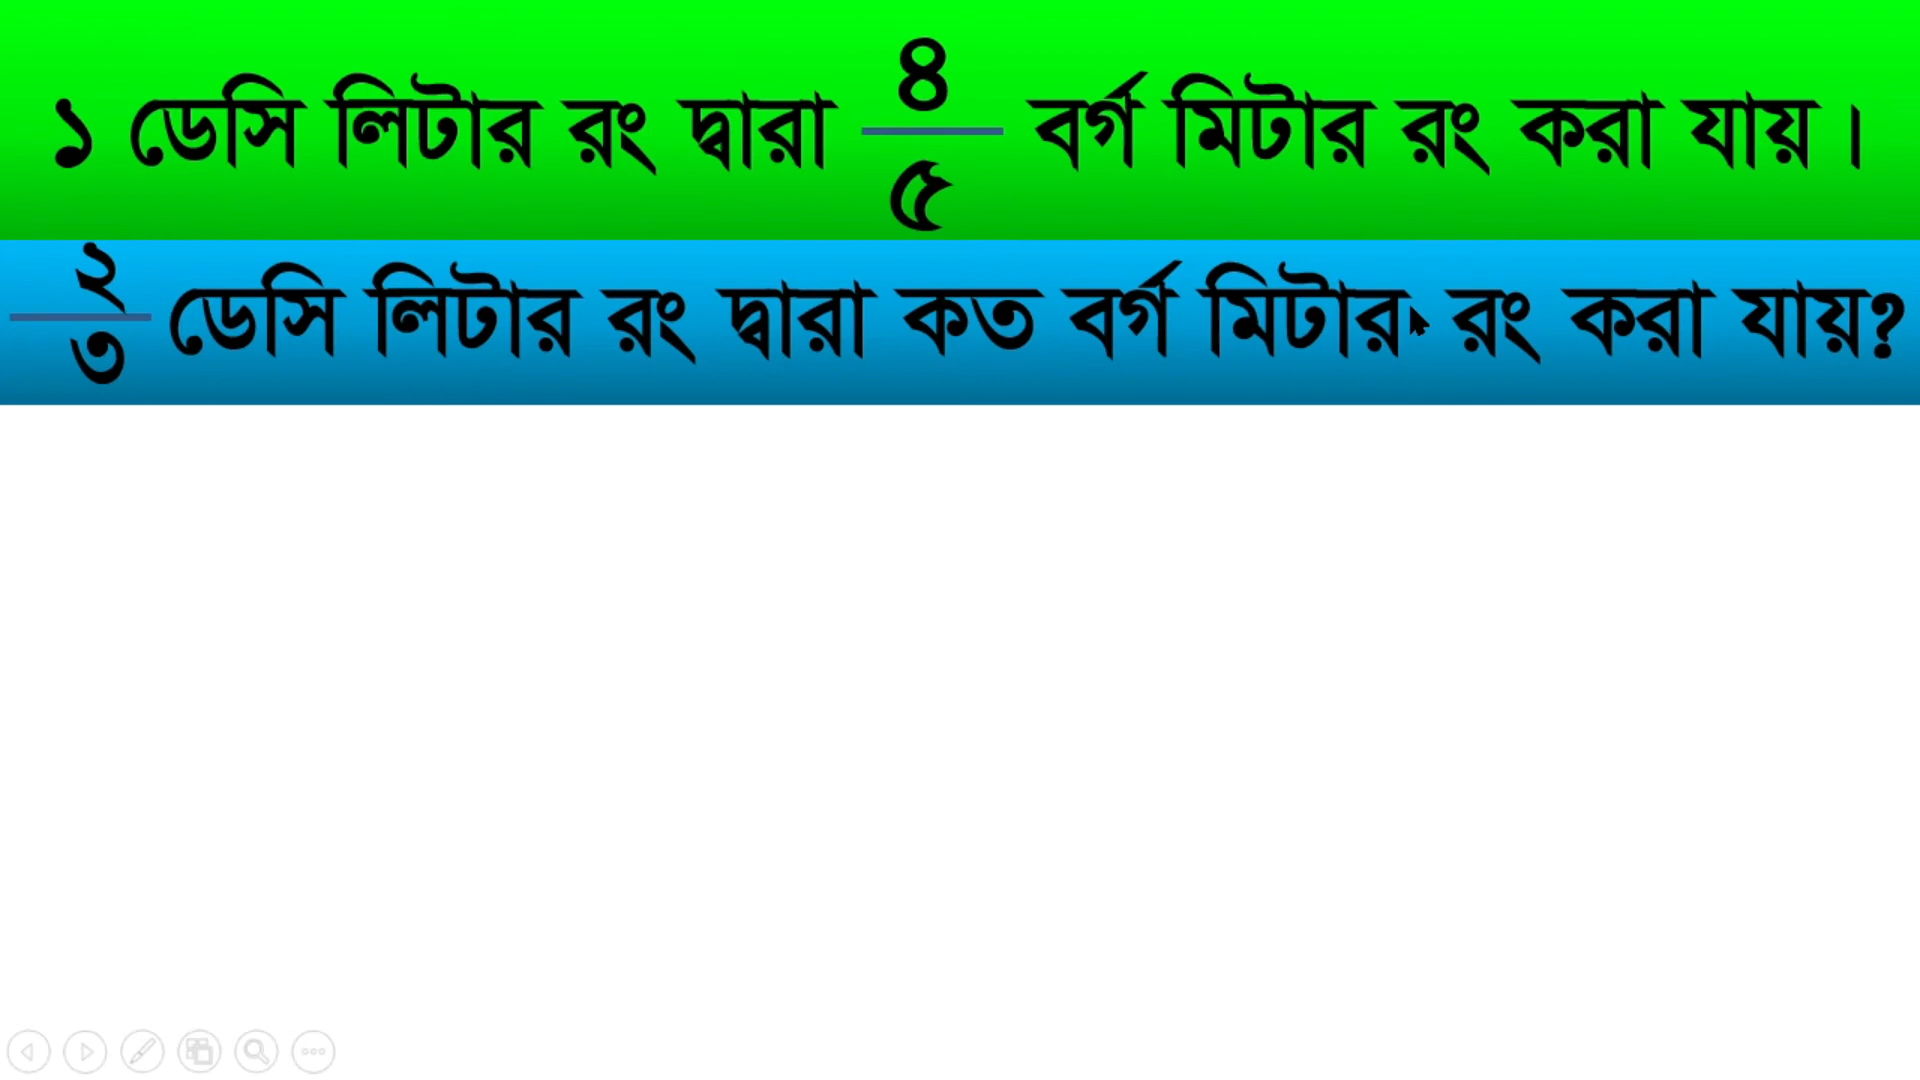 ১ ডেসি লিটার রং দ্বারা ৪/৫ বর্গ মিটার রং করা যায়।
২/৩ ডেসি লিটার রং দ্বারা কত বর্গ মিটার রং করা যায়?